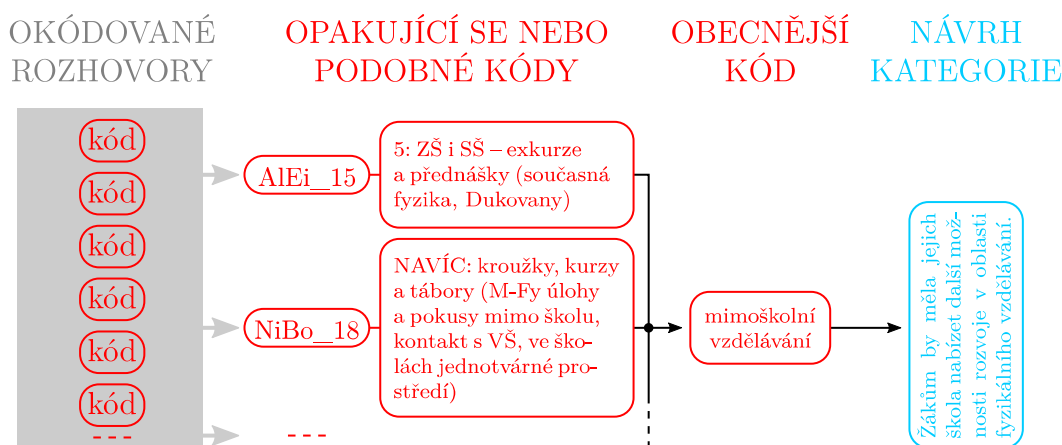 OKÓDOVANÉ
ROZHOVORY
OPAKUJÍCÍ SE NEBO
PODOBNÉ KÓDY
OBECNĚJŠÍ
KÓD
NÁVRH
KATEGORIE
kód
kód
kód
kód
kód
kód
AlEi_15
5: ZŠ i SŠ – exkurze
a přednášky (současná
fyzika, Dukovany)
NiBo_18
NAVÍC: kroužky, kurzy
a tábory (M-Fy úlohy
a pokusy mimo školu,
kontakt s VŠ, ve ško-
lách jednotvárné pro-
středí)
mimoškolní
vzdělávání
Žákům by měla jejich
škola nabízet další mož-
nosti rozvoje v oblasti
fyzikálního vzdělávání.